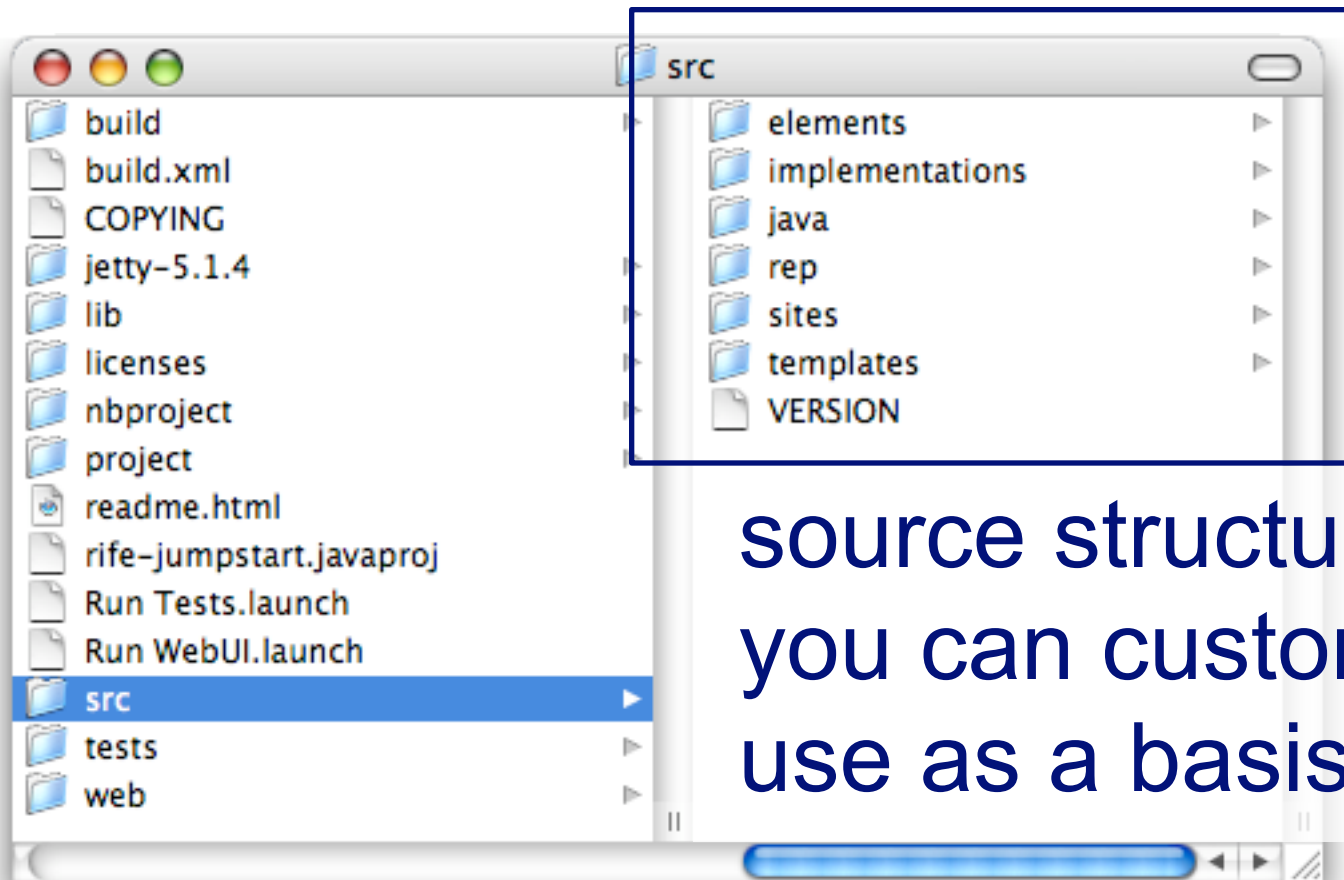 src
build
build.xml
COPYING
jetty-5.1.4
lib
licenses
nbproject
project
readme.html
rife-jumpstart.javaproj
Run Tests.launch
Run WebUI.launch
src
tests
web
elements
implementations
java
rep
sites
templates
VERSION
source structu
you can custo
use as a basis